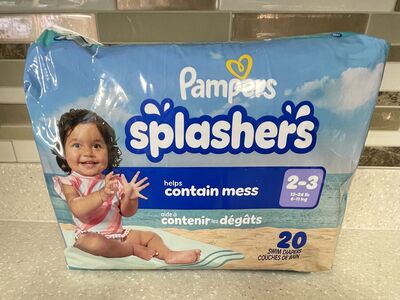 Pampers
splashers
helps
contain mess
aide à
contenir les dégâts
2-3
13-24 lb
6-11 kg
20
SWIM DIAPERS
COUCHES DE BAIN